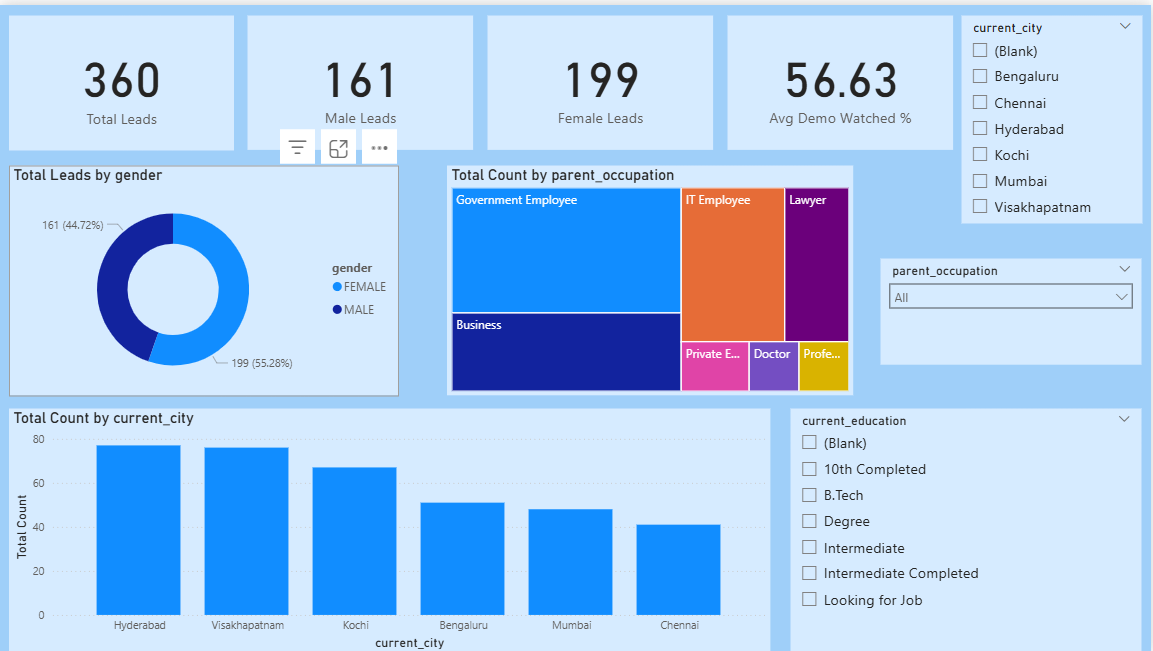 360
Total Leads
161
Male Leads
199
Female Leads
56.63
Avg Demo Watched %
current_city
(Blank)
Bengaluru
Chennai
Hyderabad
Kochi
Mumbai
Visakhapatnam
Total Leads by gender
161 (44.72%)
199 (55.28%)
gender
FEMALE
MALE
Total Count by parent_occupation
Government Employee
IT Employee
Lawyer
Business
Private E...
Doctor
Profe...
parent_occupation
All
Total Count by current_city
Total Count
80
60
40
20
0
Hyderabad
Visakhapatnam
Kochi
Bengaluru
Mumbai
Chennai
current_city
current_education
(Blank)
10th Completed
B.Tech
Degree
Intermediate
Intermediate Completed
Looking for Job